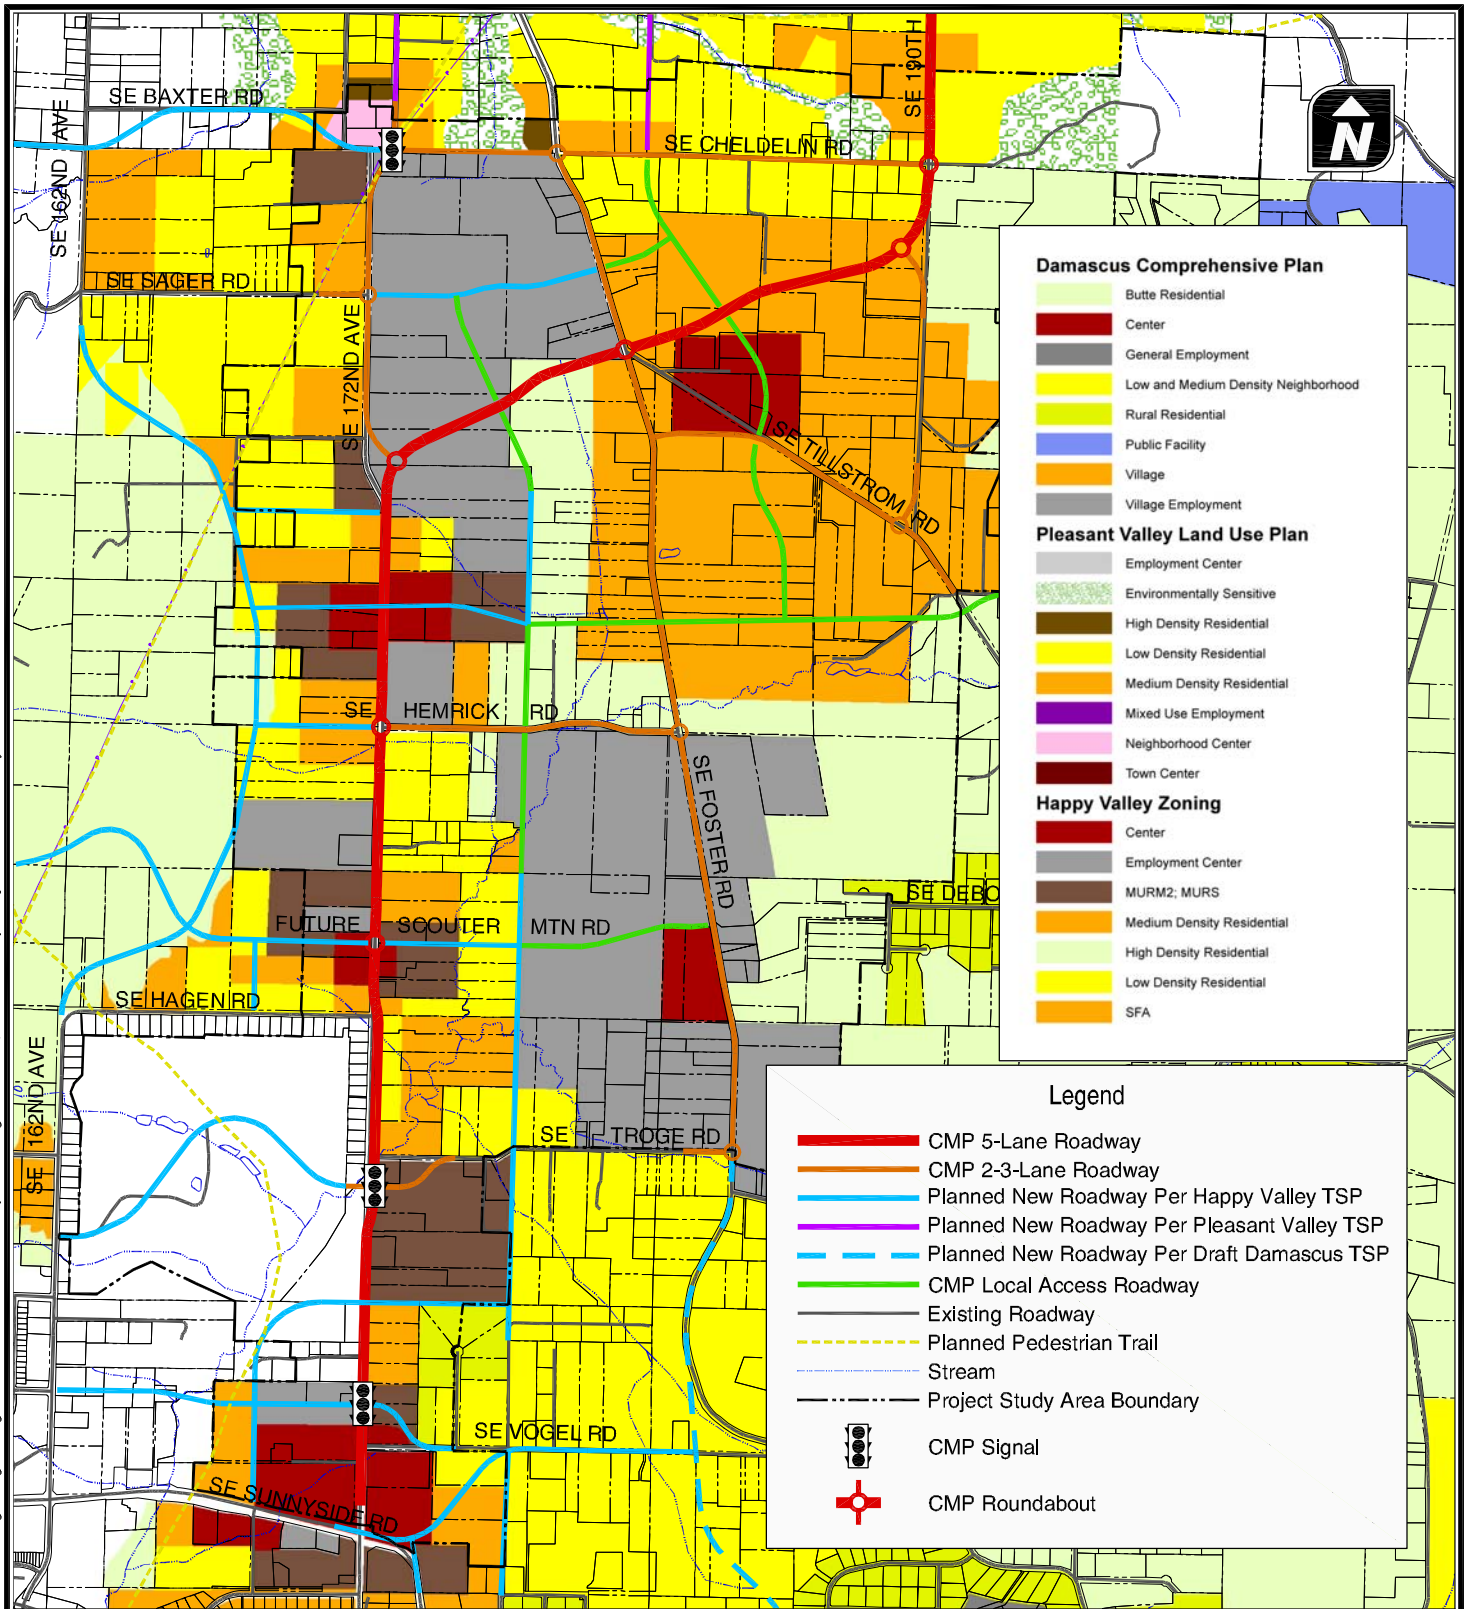 SE BAXTER RD
SE 162ND AVE
SE 190TH
SE CHELDELIN RD
N
SE SAGER RD
SE 172ND AVE
SE TILLSTROM RD
SE HEMRICK RD
SE FOSTER RD
SE DEBO
FUTURE SCOUTER MTN RD
SE HAGEN RD
SE 162ND AVE
SE TROGE RD
SE VOGEL RD
SE SUNNYSIDE RD
Damascus Comprehensive Plan
Butte Residential
Center
General Employment
Low and Medium Density Neighborhood
Rural Residential
Public Facility
Village
Village Employment
Pleasant Valley Land Use Plan
Employment Center
Environmentally Sensitive
High Density Residential
Low Density Residential
Medium Density Residential
Mixed Use Employment
Neighborhood Center
Town Center
Happy Valley Zoning
Center
Employment Center
MURM2; MURS
Medium Density Residential
High Density Residential
Low Density Residential
SFA
Legend
CMP 5-Lane Roadway
CMP 2-3-Lane Roadway
Planned New Roadway Per Happy Valley TSP
Planned New Roadway Per Pleasant Valley TSP
Planned New Roadway Per Draft Damascus TSP
CMP Local Access Roadway
Existing Roadway
Planned Pedestrian Trail
Stream
Project Study Area Boundary
CMP Signal
CMP Roundabout